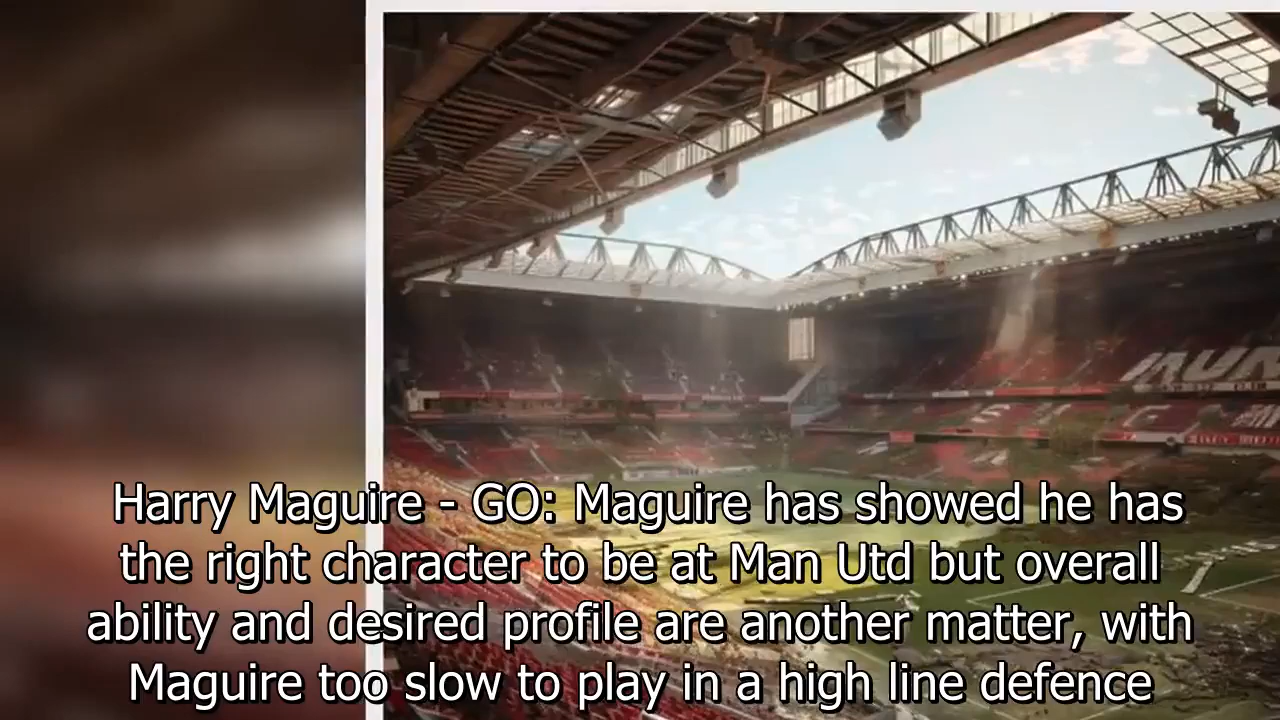 Harry Maguire - GO: Maguire has showed he has
the right character to be at Man Utd but overall
ability and desired profile are another matter, with
Maguire too slow to play in a high line defence